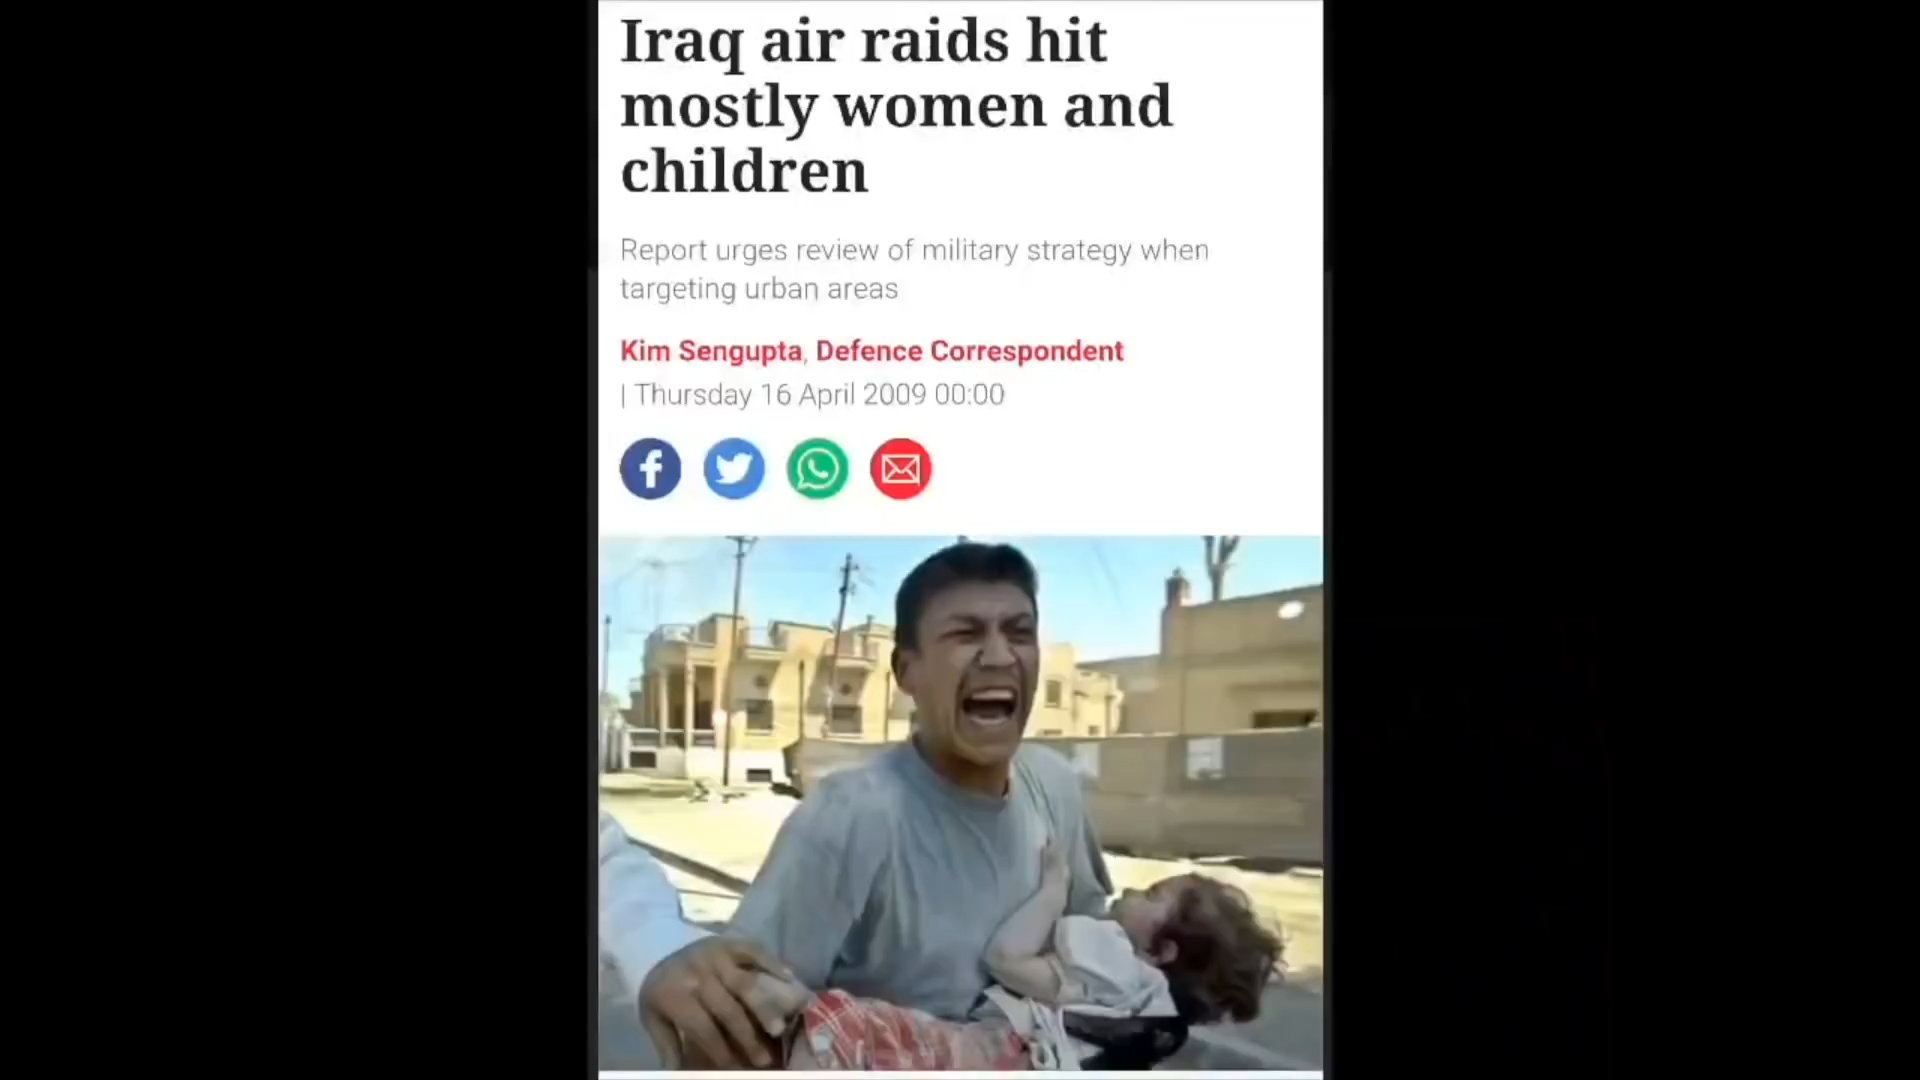 Iraq air raids hit
mostly women and
children
Report urges review of military strategy when
targeting urban areas
Kim Sengupta, Defence Correspondent
| Thursday 16 April 2009 00:00